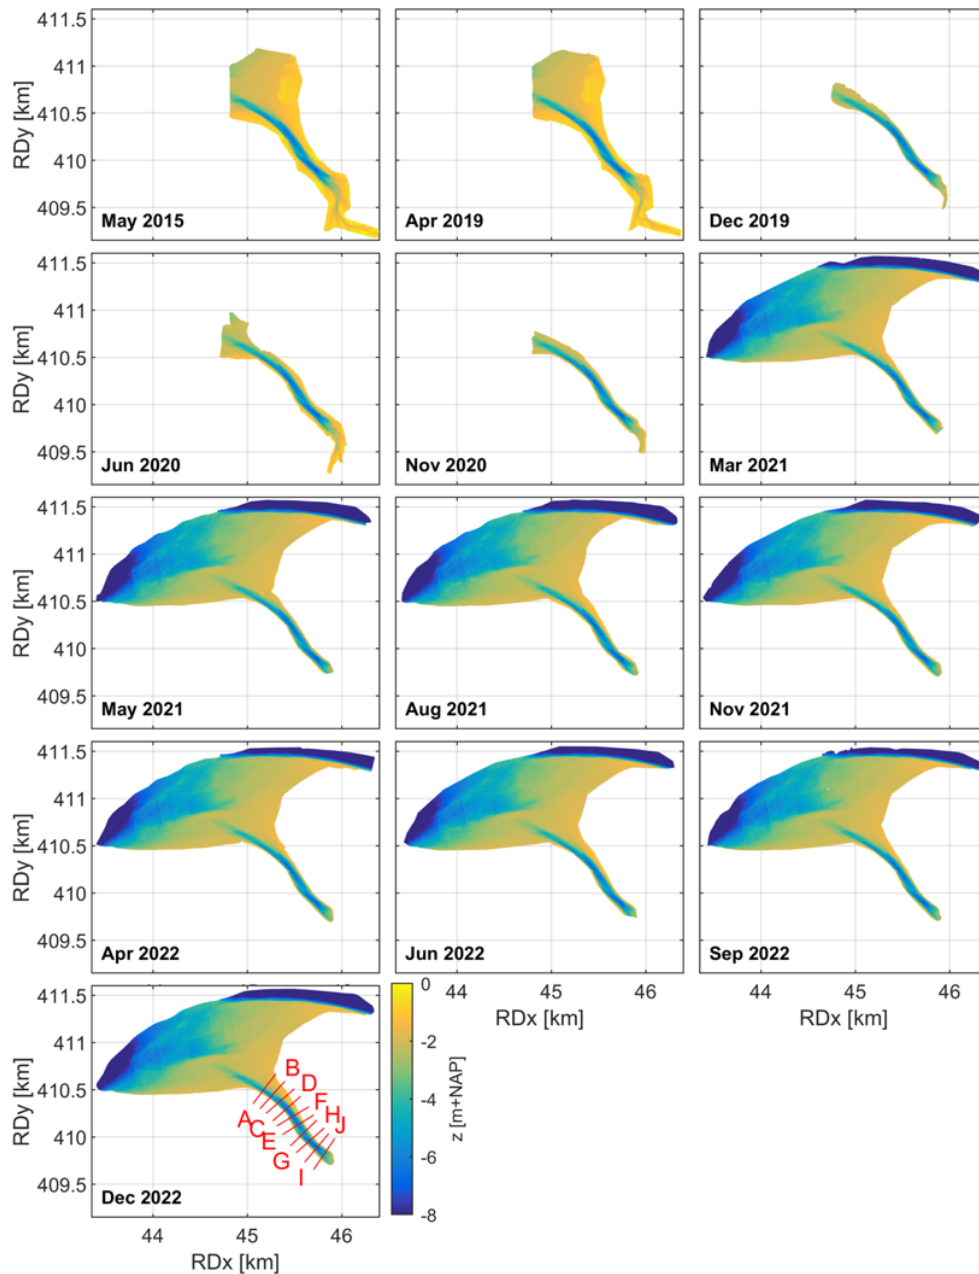 411.5
411
410.5
410
409.5
RDy [km]
May 2015
Apr 2019
Dec 2019
411.5
411
410.5
410
409.5
RDy [km]
Jun 2020
Nov 2020
Mar 2021
411.5
411
410.5
410
409.5
RDy [km]
May 2021
Aug 2021
Nov 2021
411.5
411
410.5
410
409.5
RDy [km]
Apr 2022
Jun 2022
Sep 2022
44 45 46
RDx [km]
44 45 46
RDx [km]
411.5
411
410.5
410
409.5
RDy [km]
B
D
F
H
J
A
C
E
G
I
Dec 2022
44 45 46
RDx [km]
0
-2
-4
-6
-8
z [m+NAP]